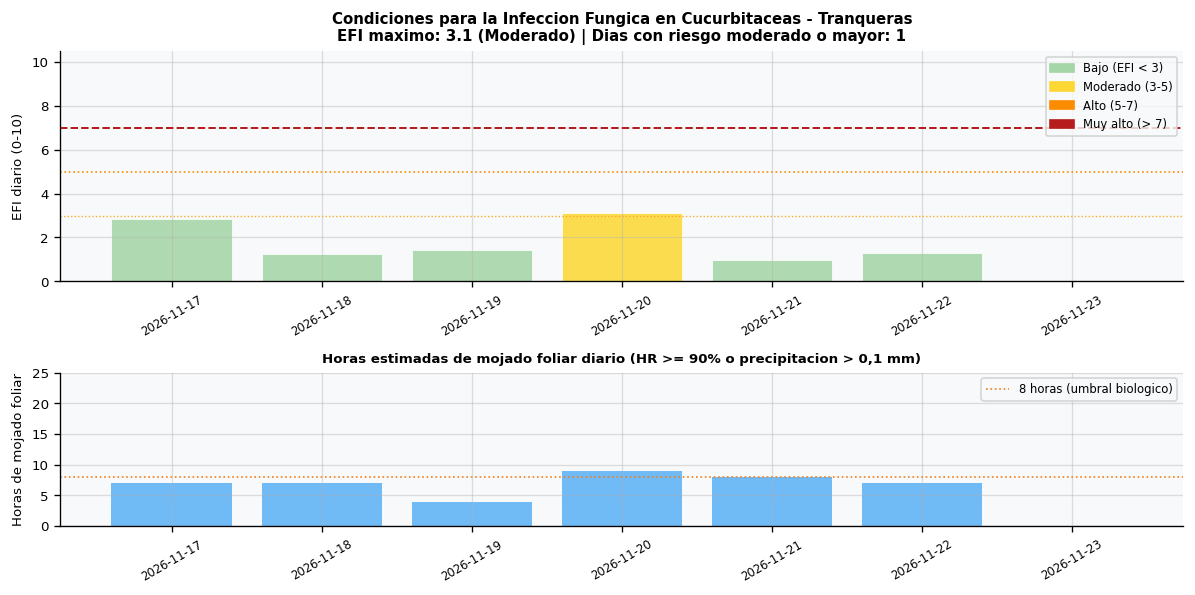 Condiciones para la Infeccion Fungica en Cucurbitaceas - Tranqueras
EFI maximo: 3.1 (Moderado) | Dias con riesgo moderado o mayor: 1
EFI diario (0-10)
10
8
6
4
2
0
Bajo (EFI < 3)
Moderado (3-5)
Alto (5-7)
Muy alto (> 7)
2026-11-17
2026-11-18
2026-11-19
2026-11-20
2026-11-21
2026-11-22
2026-11-23
Horas estimadas de mojado foliar diario (HR >= 90% o precipitacion > 0,1 mm)
Horas de mojado foliar
25
20
15
10
5
0
8 horas (umbral biologico)
2026-11-17
2026-11-18
2026-11-19
2026-11-20
2026-11-21
2026-11-22
2026-11-23